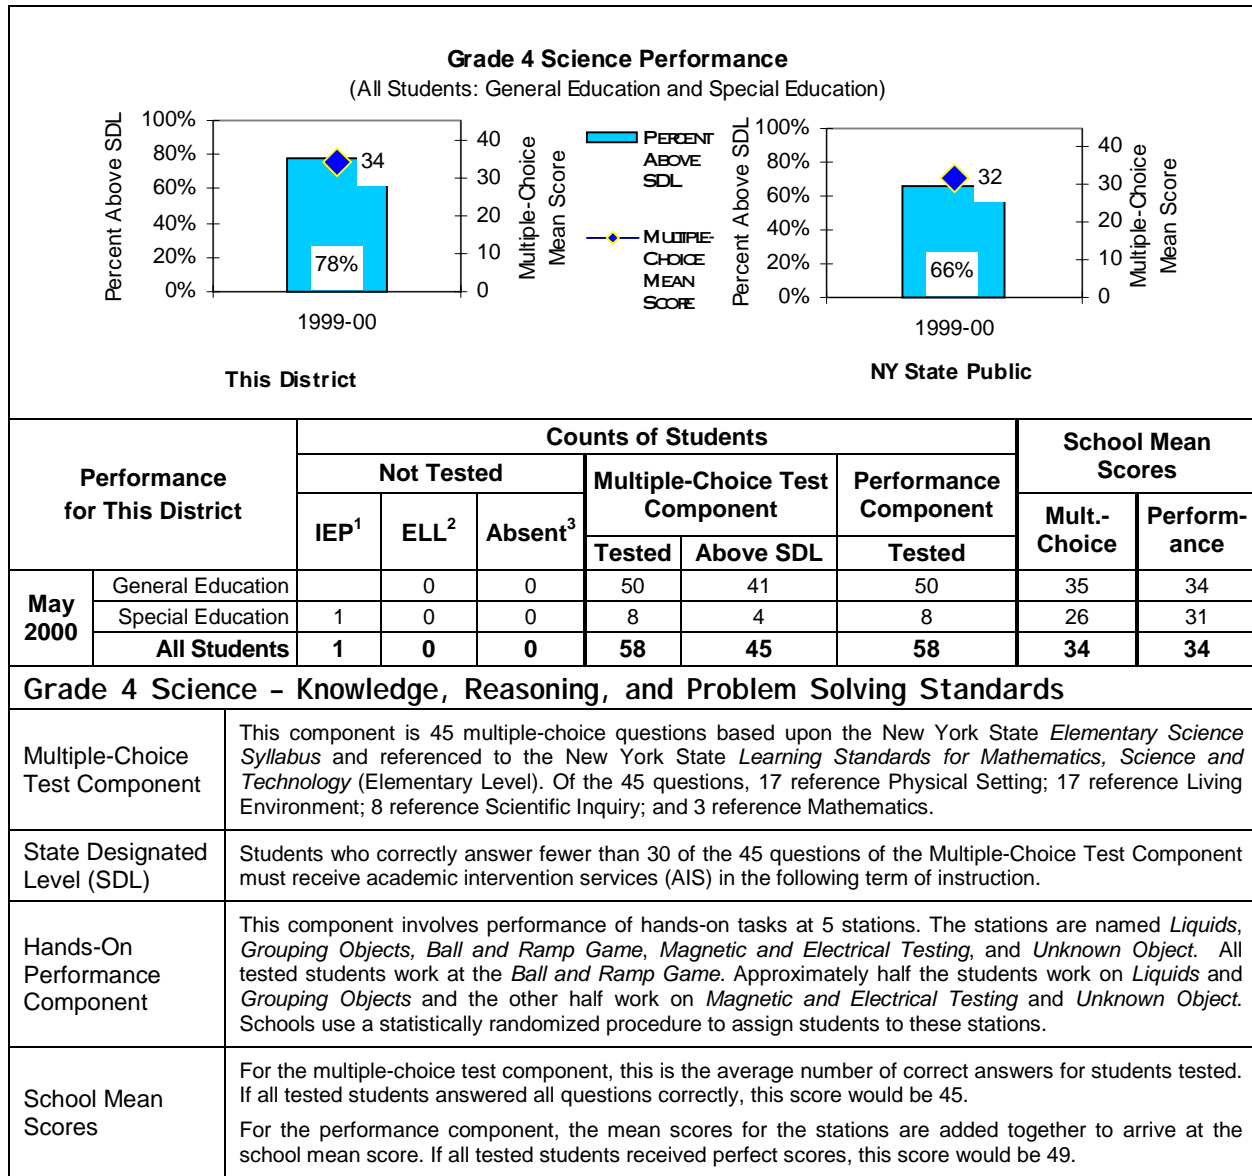 Grade 4 Science Performance
(All Students: General Education and Special Education)
Percent Above SDL
100%
80%
60%
40%
20%
0%
34
78%
1999-00
40
30
20
10
0
Multiple-Choice
Mean Score
This District
PERCENT
ABOVE
SDL
MULTIPLE-
CHOICE
MEAN
SCORE
Percent Above SDL
100%
80%
60%
40%
20%
0%
32
66%
1999-00
40
30
20
10
0
Multiple-Choice
Mean Score
NY State Public
Performance
for This District
Counts of Students
School Mean
Scores
Not Tested
Multiple-Choice Test
Component
Performance
Component
IEP1 ELL2 Absent3
Tested Above SDL Tested
Mult.-
Choice
Perform-
ance
May
2000
General Education 0 0 50 41 50 35 34
Special Education 1 0 0 8 4 8 26 31
All Students 1 0 0 58 45 58 34 34
Grade 4 Science – Knowledge, Reasoning, and Problem Solving Standards
Multiple-Choice
Test Component
This component is 45 multiple-choice questions based upon the New York State Elementary Science
Syllabus and referenced to the New York State Learning Standards for Mathematics, Science and
Technology (Elementary Level). Of the 45 questions, 17 reference Physical Setting; 17 reference Living
Environment; 8 reference Scientific Inquiry; and 3 reference Mathematics.
State Designated
Level (SDL)
Students who correctly answer fewer than 30 of the 45 questions of the Multiple-Choice Test Component
must receive academic intervention services (AIS) in the following term of instruction.
Hands-On
Performance
Component
This component involves performance of hands-on tasks at 5 stations. The stations are named Liquids,
Grouping Objects, Ball and Ramp Game, Magnetic and Electrical Testing, and Unknown Object. All
tested students work at the Ball and Ramp Game. Approximately half the students work on Liquids and
Grouping Objects and the other half work on Magnetic and Electrical Testing and Unknown Object.
Schools use a statistically randomized procedure to assign students to these stations.
School Mean
Scores
For the multiple-choice test component, this is the average number of correct answers for students tested.
If all tested students answered all questions correctly, this score would be 45.
For the performance component, the mean scores for the stations are added together to arrive at the
school mean score. If all tested students received perfect scores, this score would be 49.